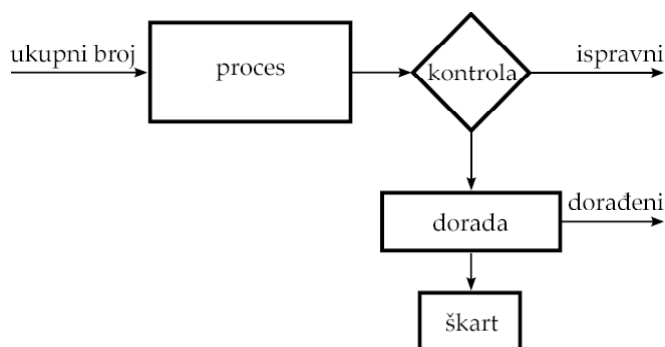 ukupni broj
proces
kontrola
ispravni
dorada
dorađeni
škart